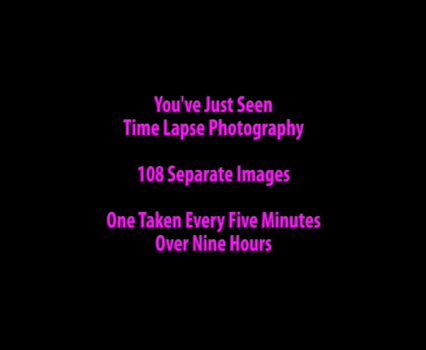 You've Just Seen
Time Lapse Photography
108 Separate Images
One Taken Every Five Minutes
Over Nine Hours